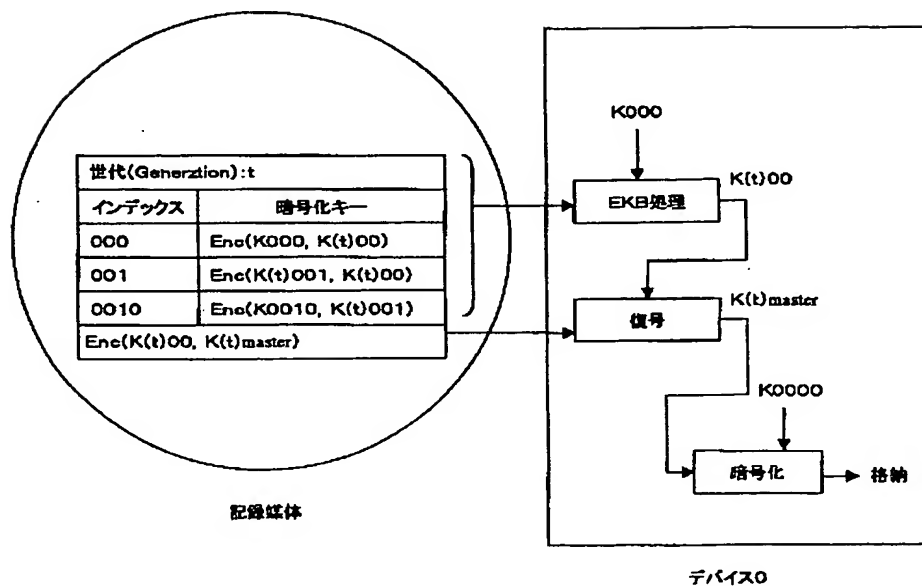 世代(Generztion):t
インデックス 暗号化キー
000 Enc(K000, K(t)00)
001 Enc(K(t)001, K(t)00)
0010 Enc(K0010, K(t)001)
Enc(K(t)00, K(t)master)
記録媒体
K000
EKB処理
K(t)00
復号
K(t)master
K0000
暗号化
格納
デバイス0